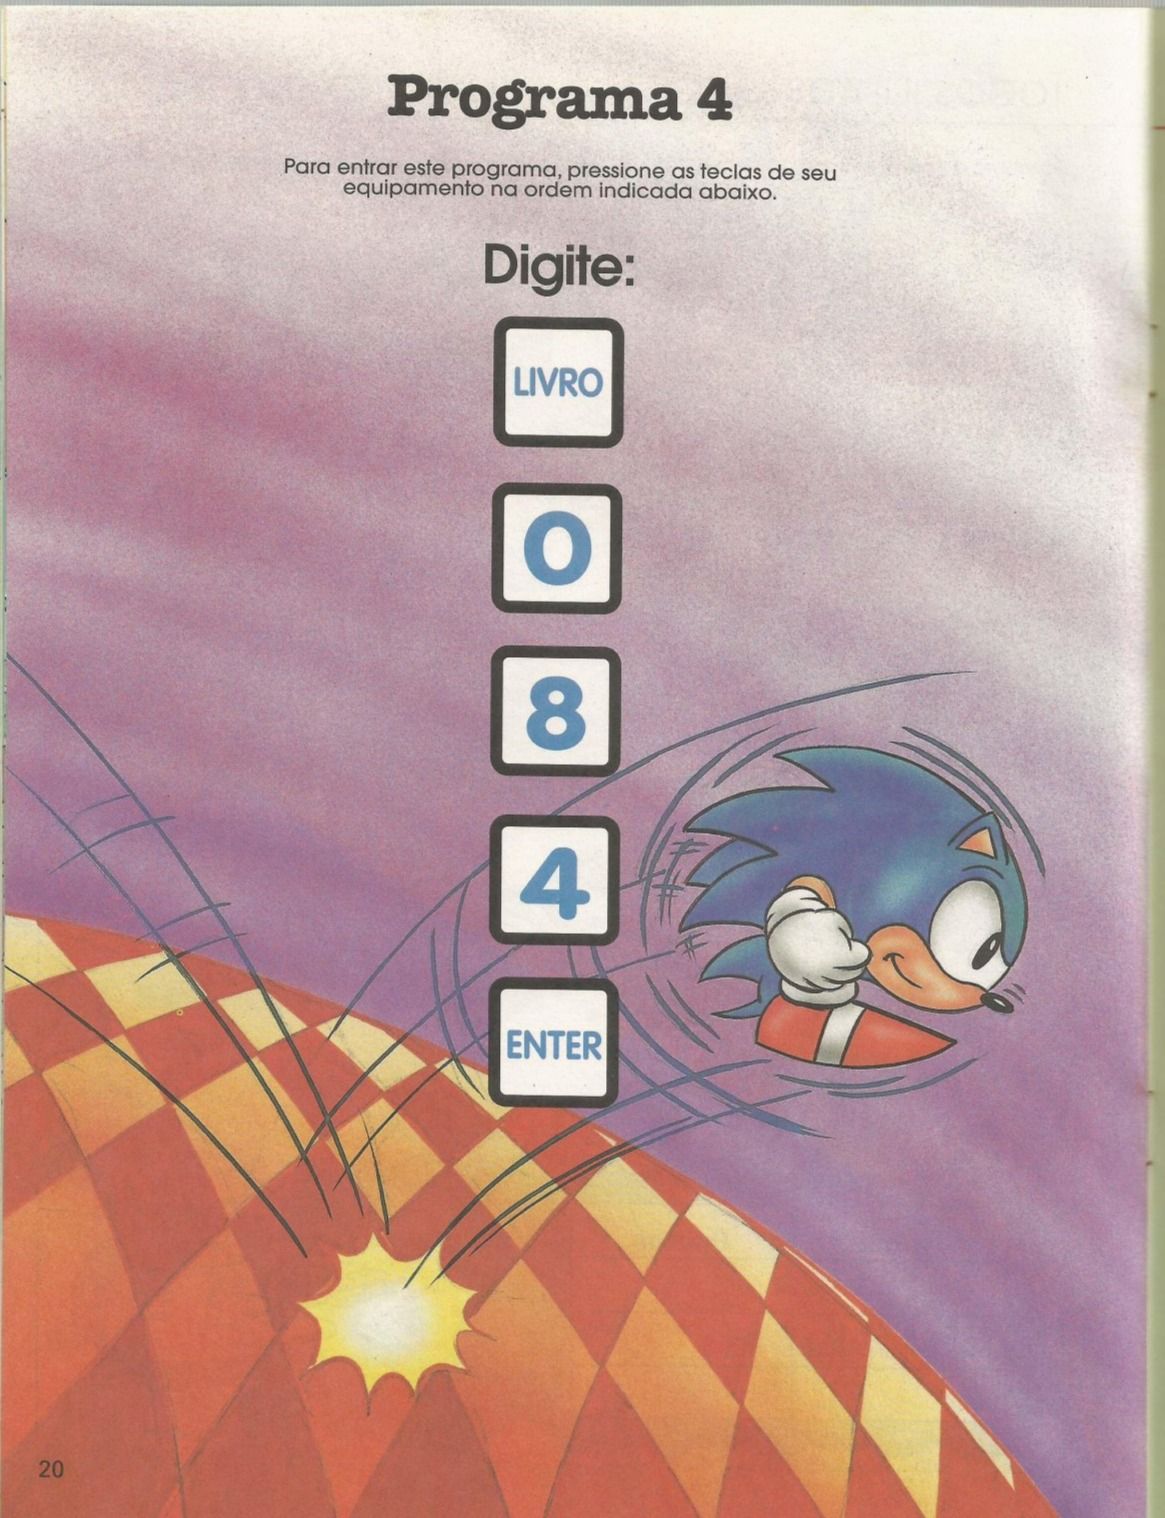 Programa 4
Para entrar este programa, pressione as teclas de seu
equipamento na ordem indicada abaixo.
Digite:
LIVRO
0
8
4
ENTER
20